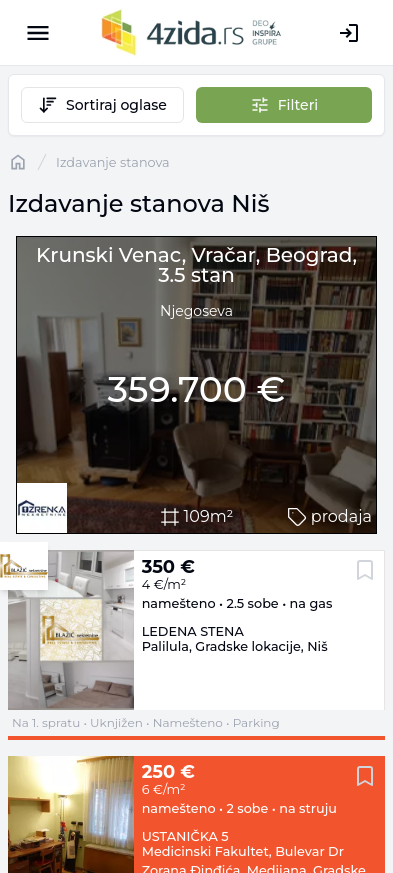 4zida.rs
DEO
INSPIRA
GRUPE
Sortiraj oglase
Filteri
/ Izdavanje stanova
Izdavanje stanova Niš
Krunski Venac, Vračar, Beograd,
3.5 stan
Njegoseva
359.700 €
109m²
prodaja
350 €
4 €/m²
namešteno • 2.5 sobe • na gas
LEDENA STENA
Palilula, Gradske lokacije, Niš
Na 1. spratu • Uknjižen • Namešteno • Parking
250 €
6 €/m²
namešteno • 2 sobe • na struju
USTANIČKA 5
Medicinski Fakultet, Bulevar Dr
Zorana Đinđića, Medijana, Gradske